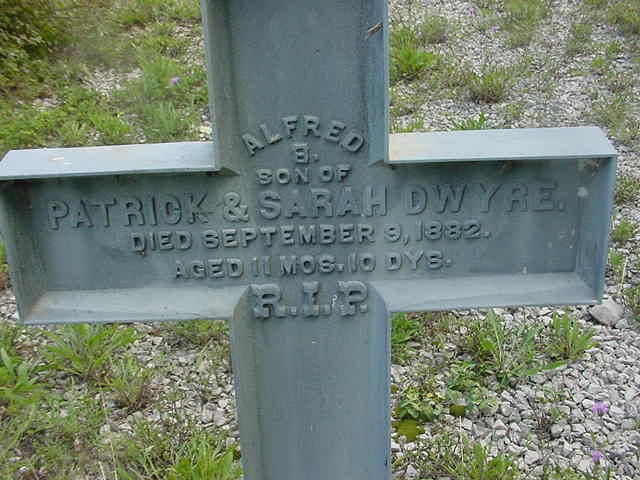 ALFRED
E.
SON OF
PATRICK & SARAH DWYRE.
DIED SEPTEMBER 9, 1882.
AGED 11 MOS. 10 DYS.
R.I.P.